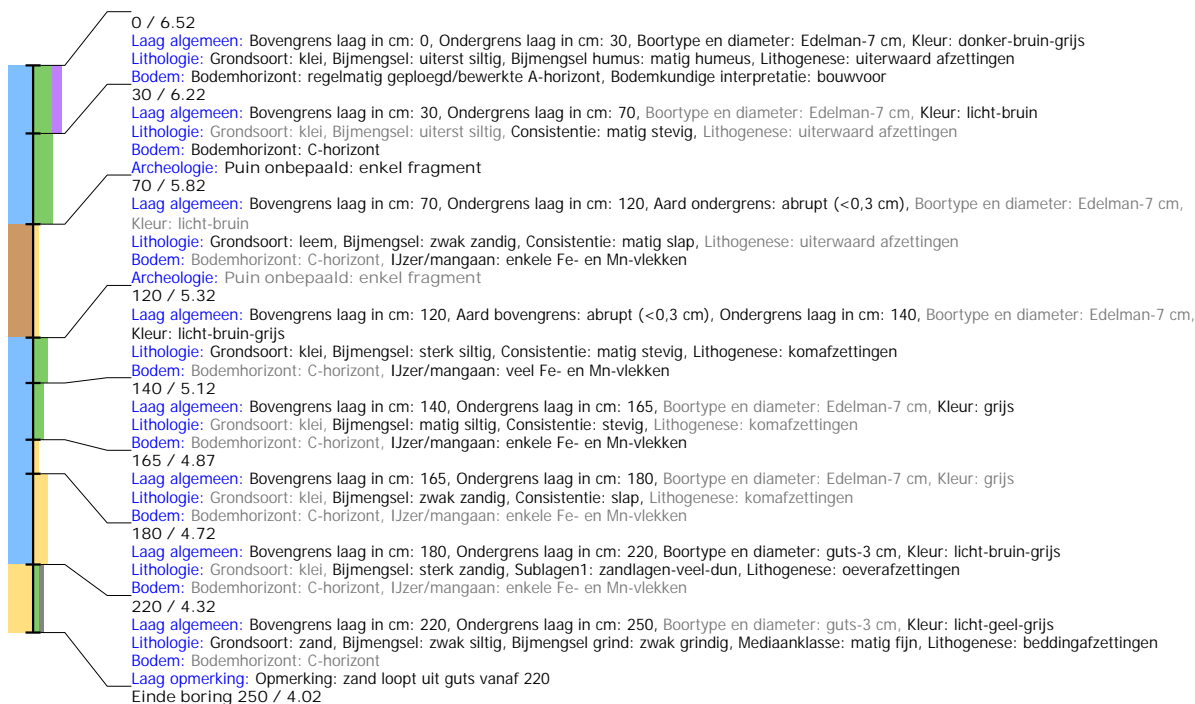 0 / 6.52
Laag algemeen: Bovengrens laag in cm: 0, Ondergrens laag in cm: 30, Boortype en diameter: Edelman-7 cm, Kleur: donker-bruin-grijs
Lithologie: Grondsoort: klei, Bijmengsel: uiterst siltig, Bijmengsel humus: matig humeus, Lithogenese: uiterwaard afzettingen
Bodem: Bodemhorizont: regelmatig geploegd/bewerkte A-horizont, Bodemkundige interpretatie: bouwvoor
30 / 6.22
Laag algemeen: Bovengrens laag in cm: 30, Ondergrens laag in cm: 70, Boortype en diameter: Edelman-7 cm, Kleur: licht-bruin
Lithologie: Grondsoort: klei, Bijmengsel: uiterst siltig, Consistentie: matig stevig, Lithogenese: uiterwaard afzettingen
Bodem: Bodemhorizont: C-horizont
Archeologie: Puin onbepaald: enkel fragment
70 / 5.82
Laag algemeen: Bovengrens laag in cm: 70, Ondergrens laag in cm: 120, Aard ondergrens: abrupt (<0,3 cm), Boortype en diameter: Edelman-7 cm,
Kleur: licht-bruin
Lithologie: Grondsoort: leem, Bijmengsel: zwak zandig, Consistentie: matig slap, Lithogenese: uiterwaard afzettingen
Bodem: Bodemhorizont: C-horizont, IJzer/mangaan: enkele Fe- en Mn-vlekken
Archeologie: Puin onbepaald: enkel fragment
120 / 5.32
Laag algemeen: Bovengrens laag in cm: 120, Aard bovengrens: abrupt (<0,3 cm), Ondergrens laag in cm: 140, Boortype en diameter: Edelman-7 cm,
Kleur: licht-bruin-grijs
Lithologie: Grondsoort: klei, Bijmengsel: sterk siltig, Consistentie: matig stevig, Lithogenese: komafzettingen
Bodem: Bodemhorizont: C-horizont, IJzer/mangaan: veel Fe- en Mn-vlekken
140 / 5.12
Laag algemeen: Bovengrens laag in cm: 140, Ondergrens laag in cm: 165, Boortype en diameter: Edelman-7 cm, Kleur: grijs
Lithologie: Grondsoort: klei, Bijmengsel: matig siltig, Consistentie: stevig, Lithogenese: komafzettingen
Bodem: Bodemhorizont: C-horizont, IJzer/mangaan: enkele Fe- en Mn-vlekken
165 / 4.87
Laag algemeen: Bovengrens laag in cm: 165, Ondergrens laag in cm: 180, Boortype en diameter: Edelman-7 cm, Kleur: grijs
Lithologie: Grondsoort: klei, Bijmengsel: zwak zandig, Consistentie: slap, Lithogenese: komafzettingen
Bodem: Bodemhorizont: C-horizont, IJzer/mangaan: enkele Fe- en Mn-vlekken
180 / 4.72
Laag algemeen: Bovengrens laag in cm: 180, Ondergrens laag in cm: 220, Boortype en diameter: guts-3 cm, Kleur: licht-bruin-grijs
Lithologie: Grondsoort: klei, Bijmengsel: sterk zandig, Sublagen1: zandlagen-veel-dun, Lithogenese: oeverafzettingen
Bodem: Bodemhorizont: C-horizont, IJzer/mangaan: enkele Fe- en Mn-vlekken
220 / 4.32
Laag algemeen: Bovengrens laag in cm: 220, Ondergrens laag in cm: 250, Boortype en diameter: guts-3 cm, Kleur: licht-geel-grijs
Lithologie: Grondsoort: zand, Bijmengsel: zwak siltig, Bijmengsel grind: zwak grindig, Mediaanklasse: matig fijn, Lithogenese: beddingafzettingen
Bodem: Bodemhorizont: C-horizont
Laag opmerking: Opmerking: zand loopt uit guts vanaf 220
Einde boring 250 / 4.02